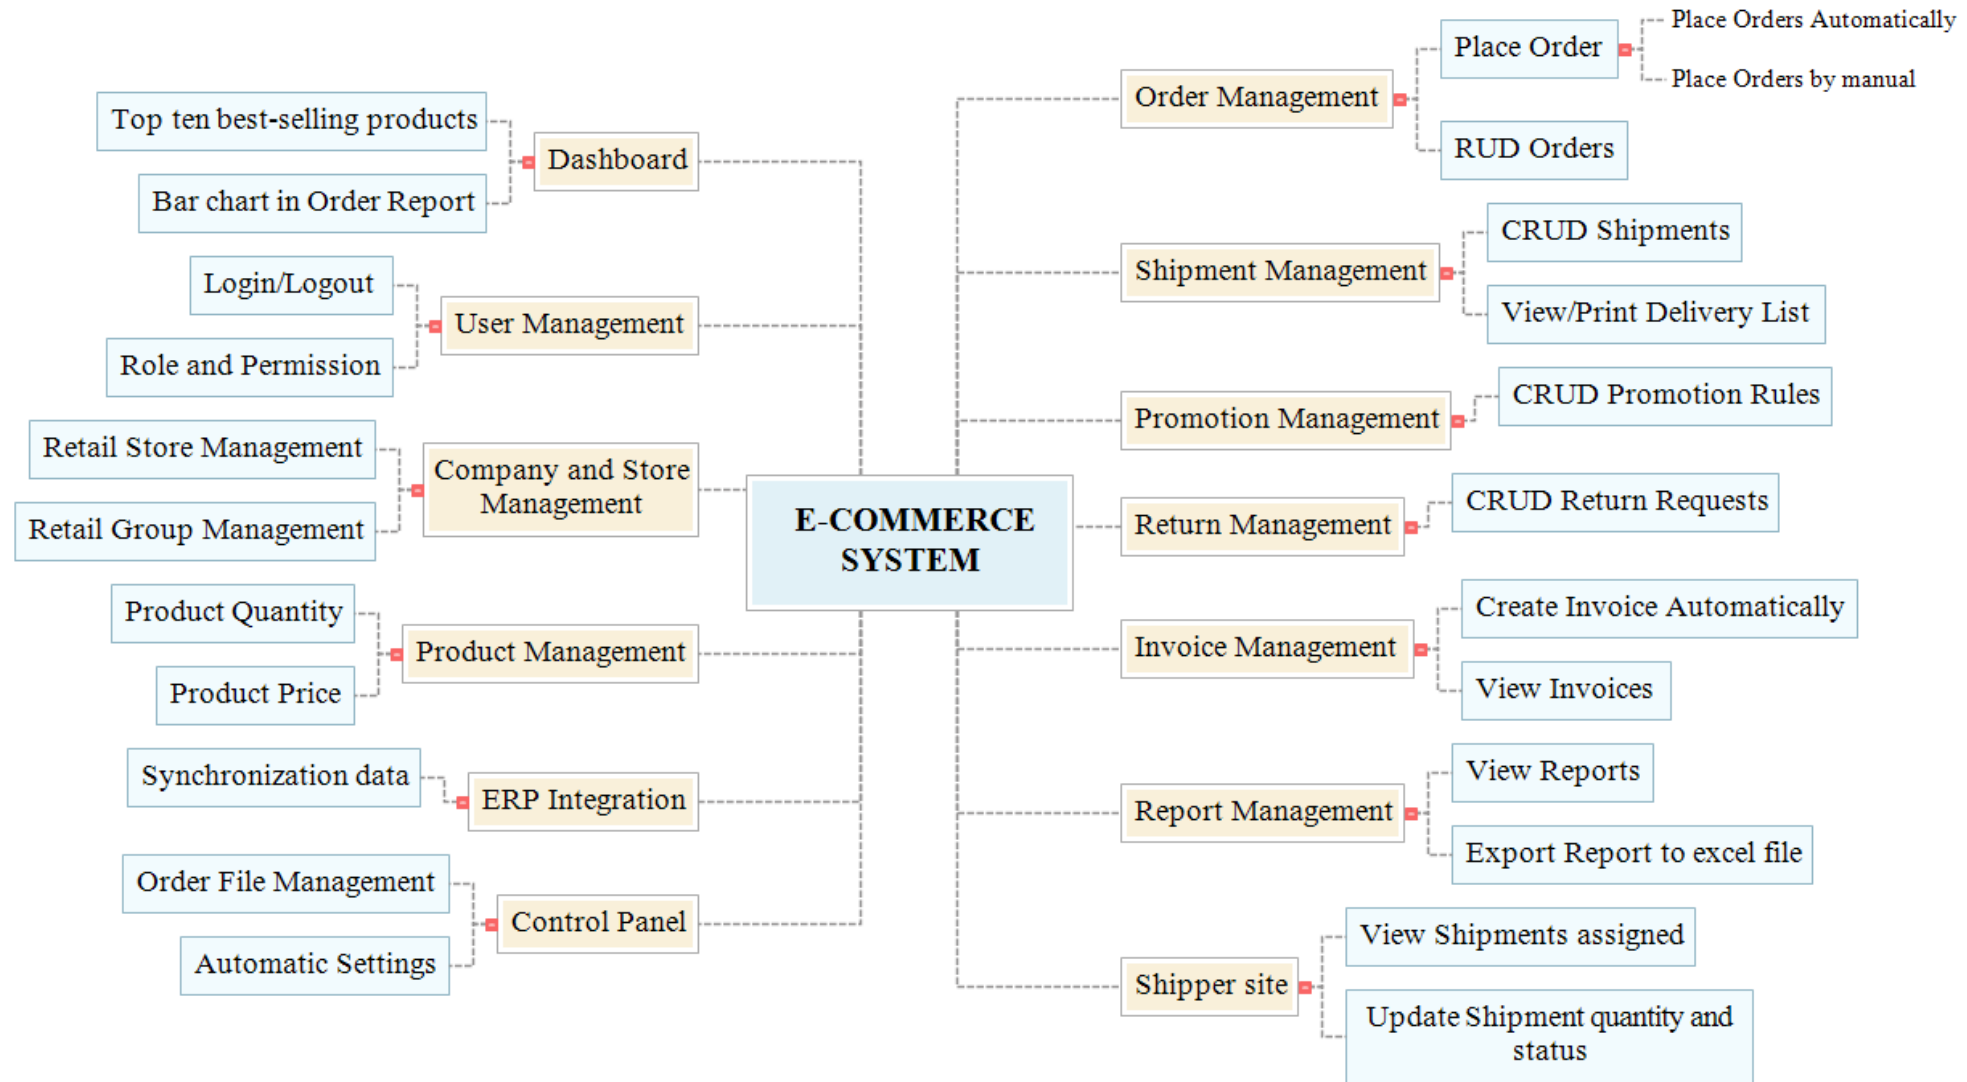 Top ten best-selling products
Bar chart in Order Report
Dashboard
Login/Logout
Role and Permission
User Management
Retail Store Management
Retail Group Management
Company and Store
Management
Product Quantity
Product Price
Product Management
Synchronization data
ERP Integration
Order File Management
Automatic Settings
Control Panel
E-COMMERCE
SYSTEM
Order Management
Place Order
Place Orders Automatically
Place Orders by manual
RUD Orders
Shipment Management
CRUD Shipments
View/Print Delivery List
Promotion Management
CRUD Promotion Rules
Return Management
CRUD Return Requests
Invoice Management
Create Invoice Automatically
View Invoices
Report Management
View Reports
Export Report to excel file
Shipper site
View Shipments assigned
Update Shipment quantity and
status